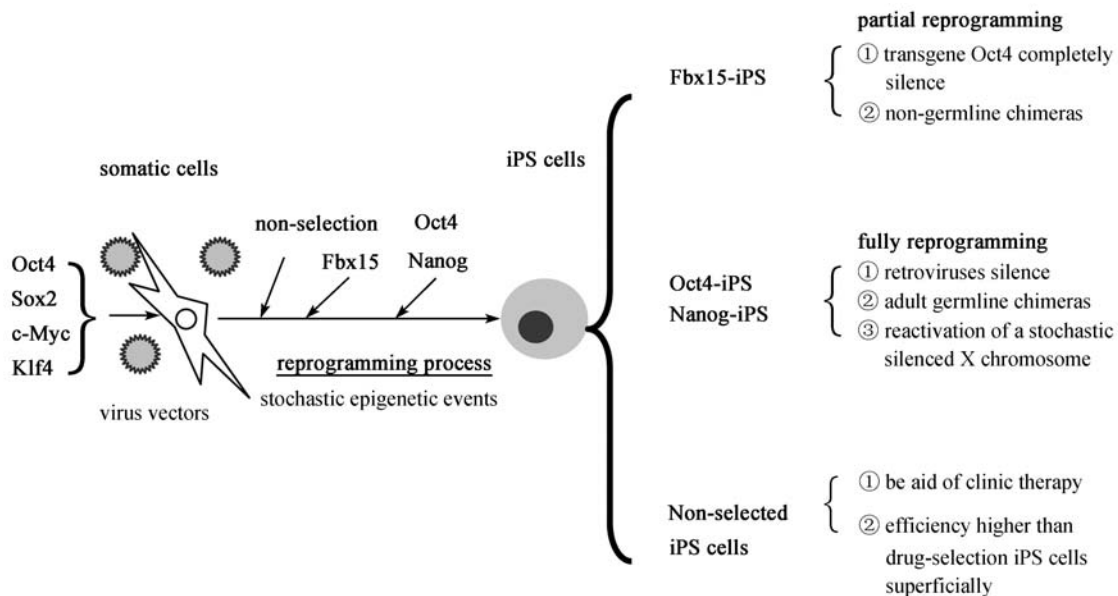 somatic cells
Oct4
Sox2
c-Myc
Klf4
virus vectors
non-selection
Fbx15
Oct4
Nanog
reprogramming process
stochastic epigenetic events
iPS cells
Fbx15-iPS
partial reprogramming
① transgene Oct4 completely
silence
② non-germline chimeras
Oct4-iPS
Nanog-iPS
fully reprogramming
① retroviruses silence
② adult germline chimeras
③ reactivation of a stochastic
silenced X chromosome
Non-selected
iPS cells
① be aid of clinic therapy
② efficiency higher than
drug-selection iPS cells
superficially